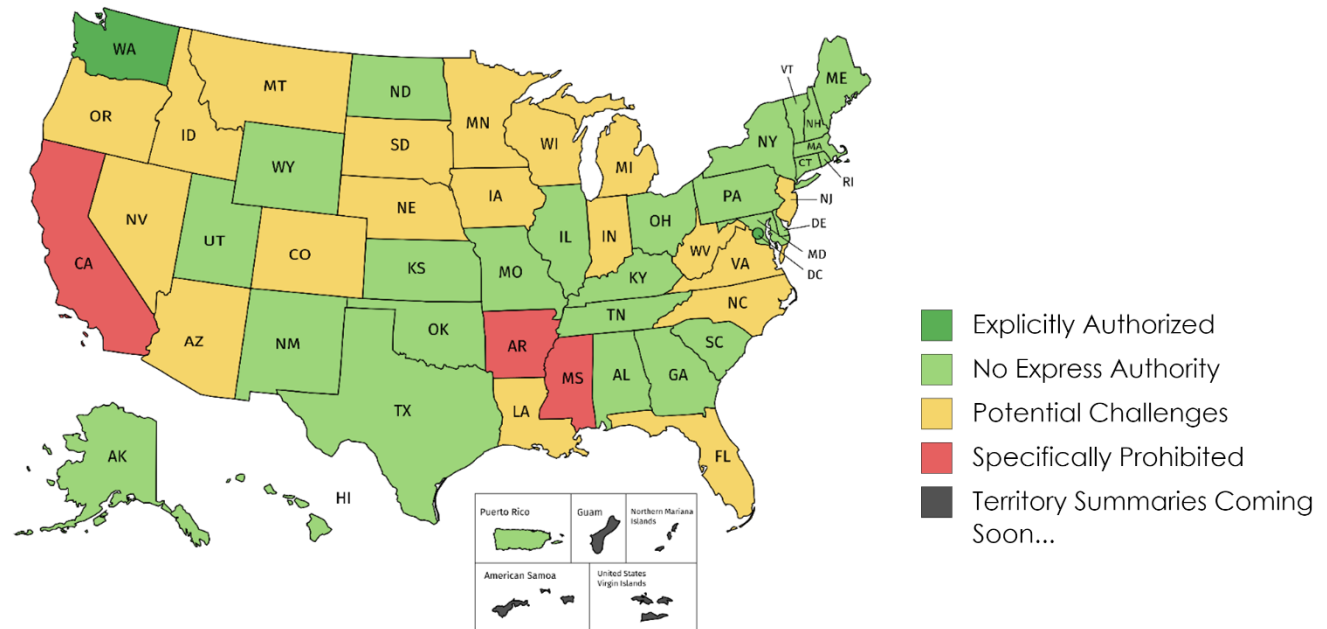 WA
MT
ND
OR
ID
MN
SD
WI
WY
MI
NV
NE
IA
UT
CO
IL
IN
OH
CA
KS
MO
KY
WV
VA
PA
NY
VT
ME
NH
MA
CT
RI
NJ
DE
MD
DC
AZ
NM
OK
AR
TN
NC
SC
MS
AL
GA
TX
LA
FL
AK
HI
Puerto Rico
Guam
Northern Mariana
Islands
American Samoa
United States
Virgin Islands
Explicitly Authorized
No Express Authority
Potential Challenges
Specifically Prohibited
Territory Summaries Coming
Soon...